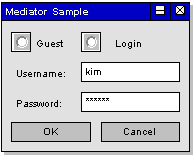 Mediator Sample
Guest Login
Username: kim
Password: ******
OK Cancel